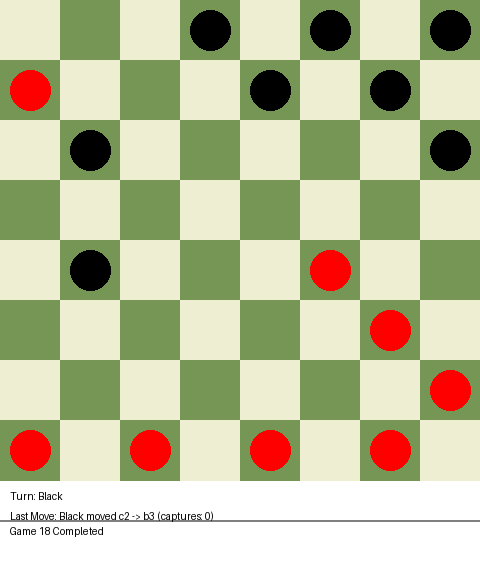 Turn: Black
Last Move: Black moved c2 -> b3 (captures: 0)
Game 18 Completed